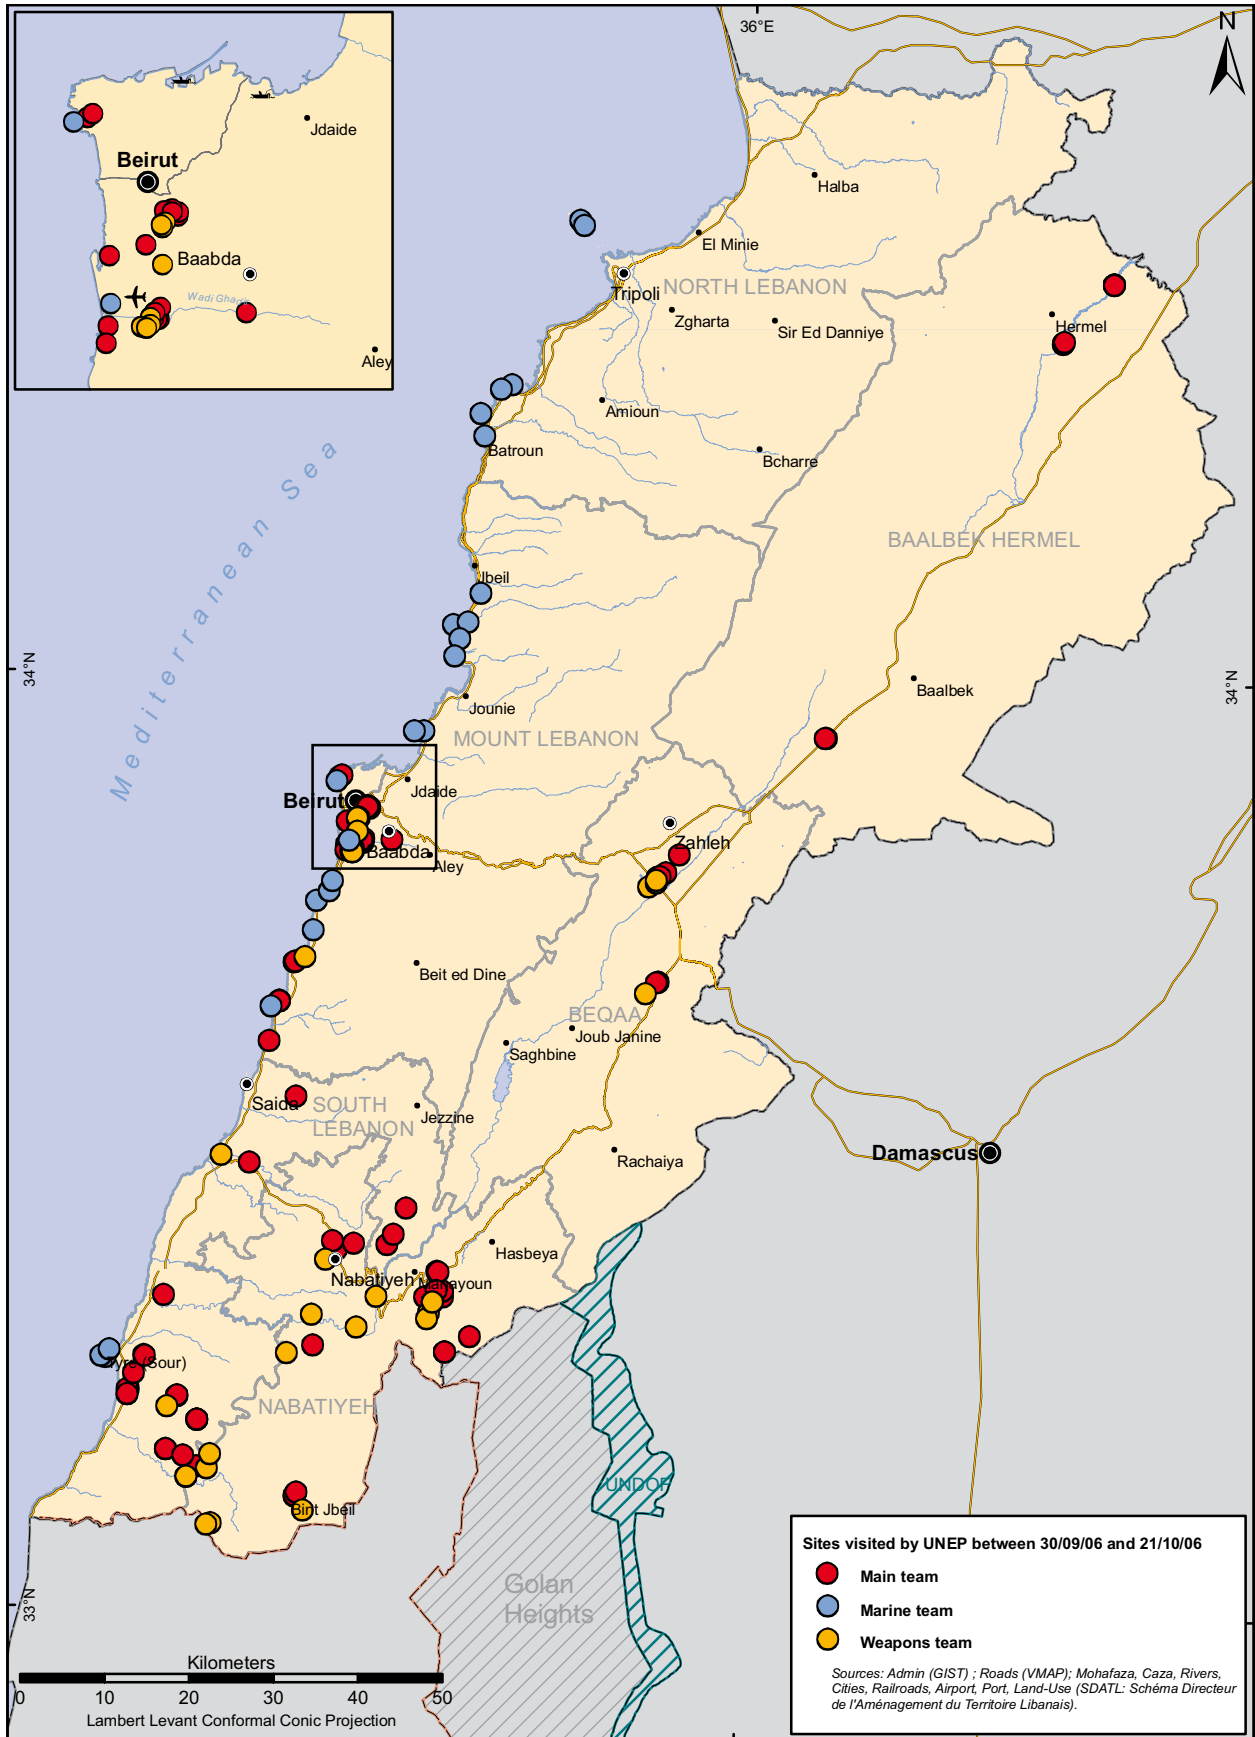 36°E
N
Jdaide
Beirut
Baabda
Wadi Ghadir
Aley
Halba
El Minie
Tripoli
NORTH LEBANON
Zgharta
Sir Ed Danniye
Hermel
Amioun
Batroun
Bcharre
Mediterranean Sea
BAALBEK HERMEL
Jbeil
34°N
34°N
Baalbek
Jounie
MOUNT LEBANON
Jdaide
Beirut
Baabda
Aley
Zahleh
Beit ed Dine
BEQAA
Joub Janine
Saghbine
Saida
SOUTH
LEBANON
Jezzine
Rachaiya
Damascus
Hasbeya
Nabatiyeh
Marjayoun
Tyre (Sour)
NABATIYEH
UNDOF
Bint Jbeil
Golan
Heights
33°N
Sites visited by UNEP between 30/09/06 and 21/10/06
Main team
Marine team
Weapons team
Sources: Admin (GIST) ; Roads (VMAP); Mohafaza, Caza, Rivers,
Cities, Railroads, Airport, Port, Land-Use (SDATL: Schéma Directeur
de l'Aménagement du Territoire Libanais).
Kilometers
0 10 20 30 40 50
Lambert Levant Conformal Conic Projection